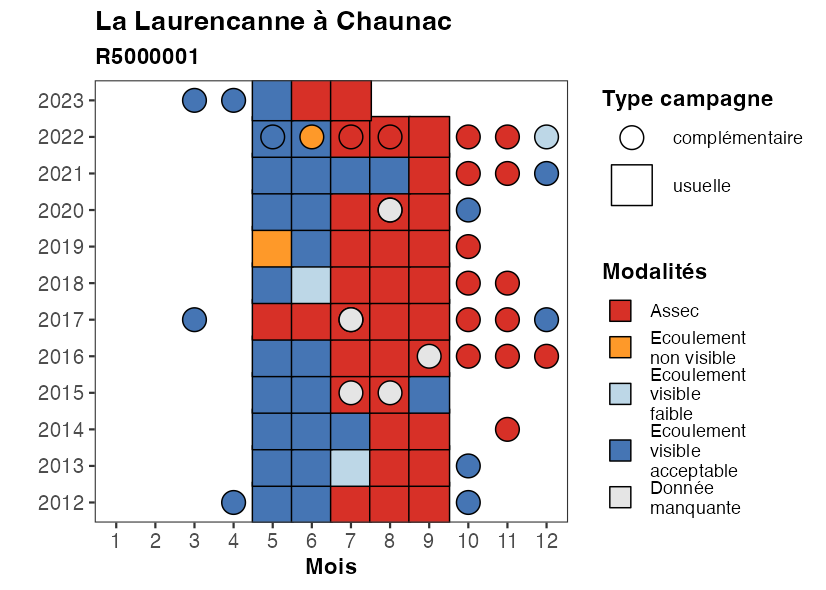 La Laurencanne à Chaunac
R5000001
2023
2022
2021
2020
2019
2018
2017
2016
2015
2014
2013
2012
1 2 3 4 5 6 7 8 9 10 11 12
Mois
Type campagne
complémentaire
usuelle
Modalités
Assec
Ecoulement
non visible
Ecoulement
visible
faible
Ecoulement
visible
acceptable
Donnée
manquante